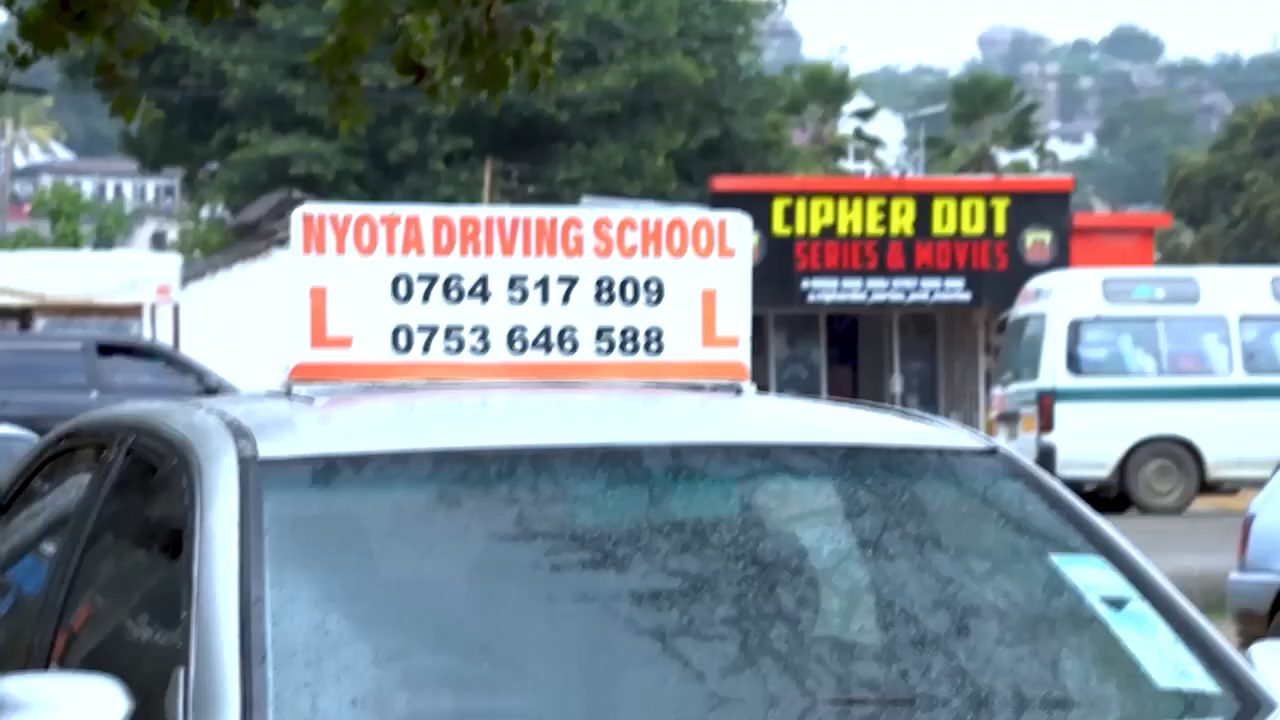 NYOTA DRIVING SCHOOL
0764 517 809
L L
0753 646 588
CIPHER DOT
SERIES & MOVIES